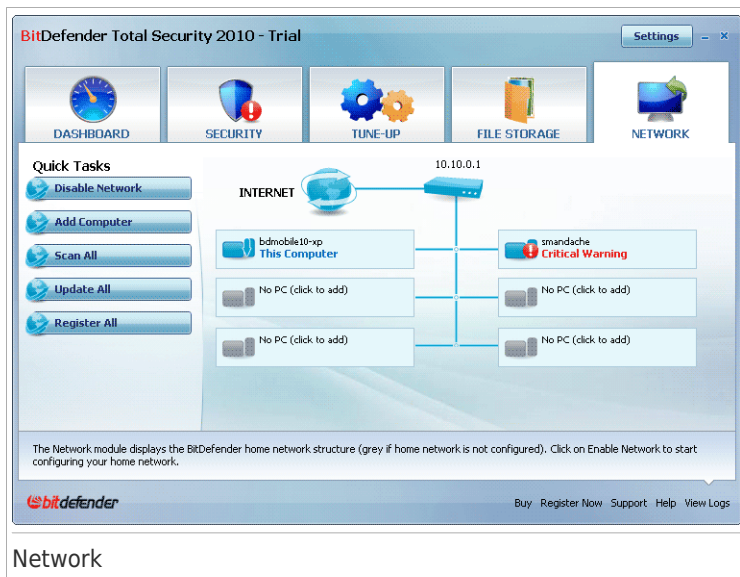 BitDefender Total Security 2010 - Trial
Settings
DASHBOARD
SECURITY
TUNE-UP
FILE STORAGE
NETWORK
Quick Tasks
Disable Network
Add Computer
Scan All
Update All
Register All
10.10.0.1
INTERNET
bdmobile10-xp
This Computer
smandache
Critical Warning
No PC (click to add)
No PC (click to add)
No PC (click to add)
No PC (click to add)
The Network module displays the BitDefender home network structure (grey if home network is not configured). Click on Enable Network to start
configuring your home network.
bitdefender
Buy Register Now Support Help View Logs
Network